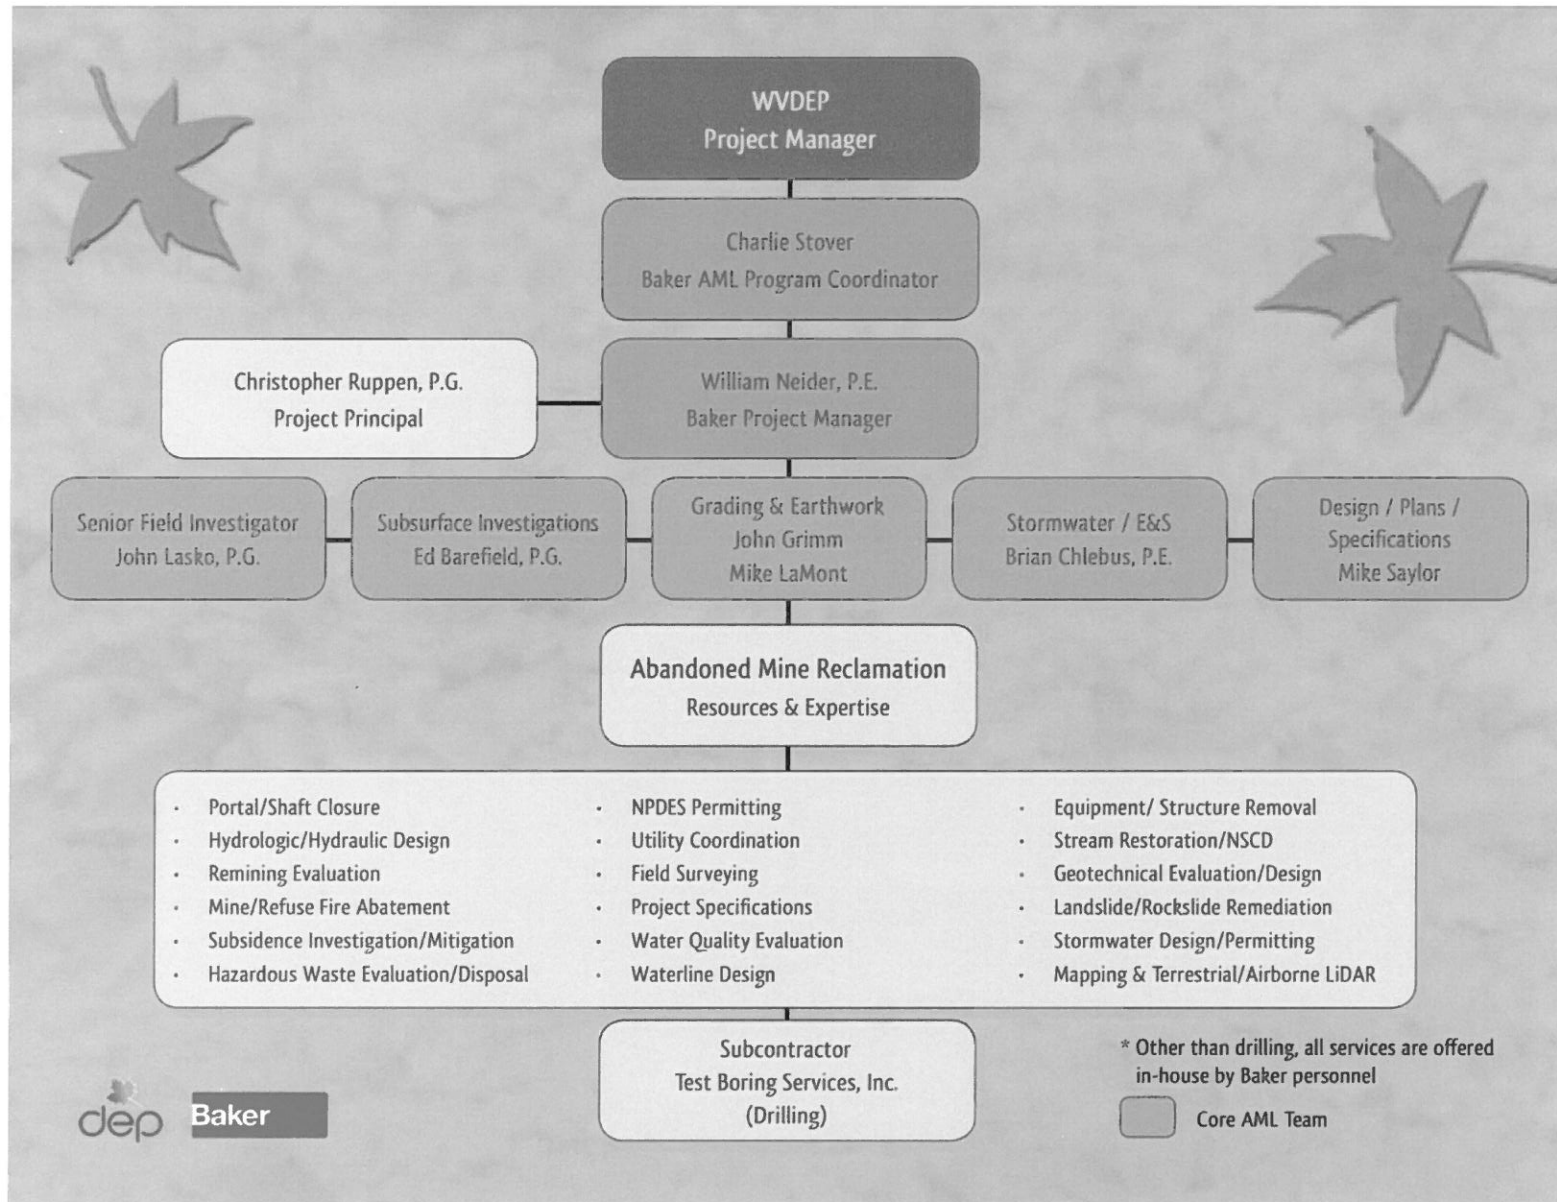 WVDEP
Project Manager
Charlie Stover
Baker AML Program Coordinator
Christopher Ruppen, P.G.
Project Principal
William Neider, P.E.
Baker Project Manager
Senior Field Investigator
John Lasko, P.G.
Subsurface Investigations
Ed Barefield, P.G.
Grading & Earthwork
John Grimm
Mike LaMont
Stormwater / E&S
Brian Chlebus, P.E.
Design / Plans /
Specifications
Mike Saylor
Abandoned Mine Reclamation
Resources & Expertise
· Portal/Shaft Closure
· Hydrologic/Hydraulic Design
· Remining Evaluation
· Mine/Refuse Fire Abatement
· Subsidence Investigation/Mitigation
· Hazardous Waste Evaluation/Disposal
· NPDES Permitting
· Utility Coordination
· Field Surveying
· Project Specifications
· Water Quality Evaluation
· Waterline Design
· Equipment/ Structure Removal
· Stream Restoration/NSCD
· Geotechnical Evaluation/Design
· Landslide/Rockslide Remediation
· Stormwater Design/Permitting
· Mapping & Terrestrial/Airborne LiDAR
Subcontractor
Test Boring Services, Inc.
(Drilling)
* Other than drilling, all services are offered
in-house by Baker personnel
Core AML Team
dep
Baker